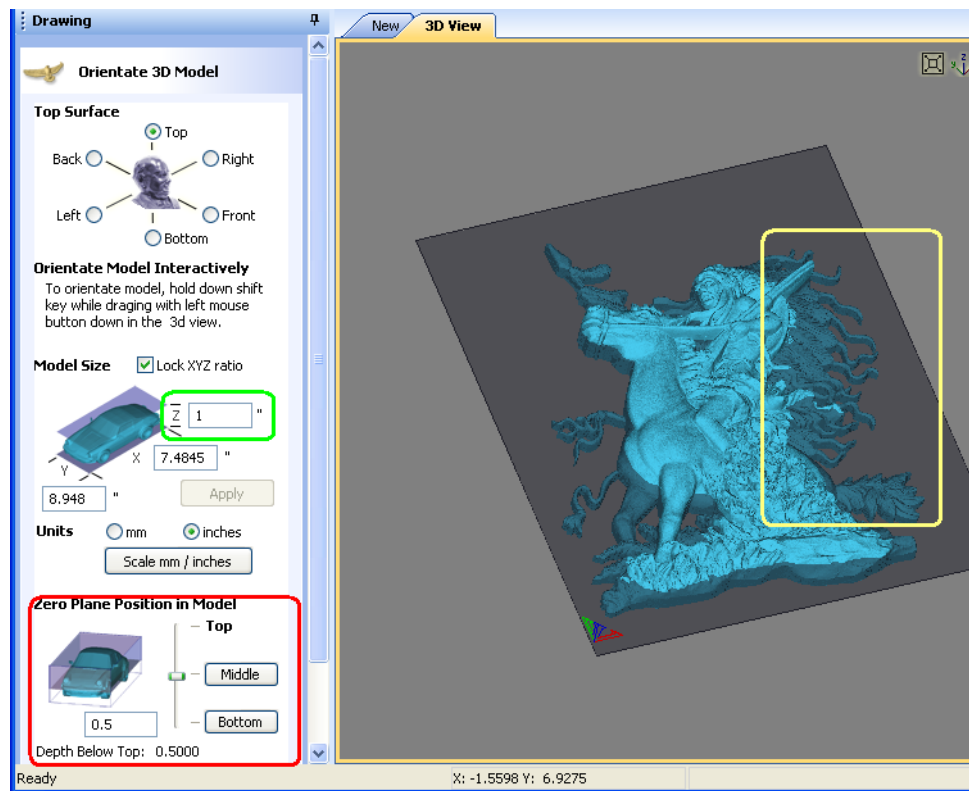 Drawing
New
3D View
Orientate 3D Model
Top Surface
Top
Back
Right
Left
Front
Bottom
Orientate Model Interactively
To orientate model, hold down shift
key while draging with left mouse
button down in the 3d view.
Model Size
Lock XYZ ratio
Z 1 "
X 7.4845 "
Y
8.948 "
Apply
Units
mm
inches
Scale mm / inches
Zero Plane Position in Model
Top
Middle
0.5
Bottom
Depth Below Top: 0.5000
Ready
X: -1.5598 Y: 6.9275